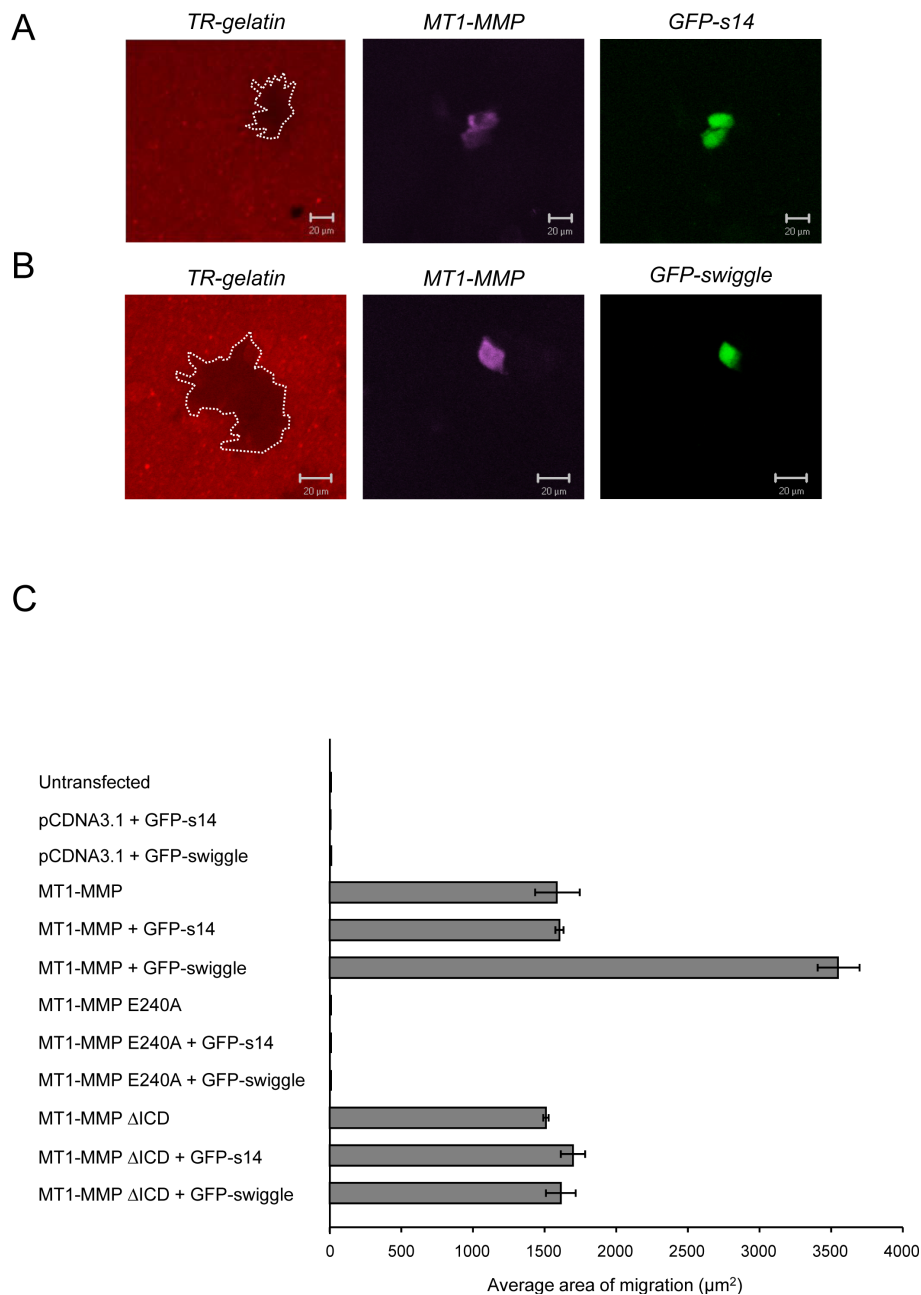 A
TR-gelatin MT1-MMP GFP-s14
20 µm 20 µm 20 µm
B
TR-gelatin MT1-MMP GFP-swiggle
20 µm 20 µm 20 µm
C
Untransfected
pCDNA3.1 + GFP-s14
pCDNA3.1 + GFP-swiggle
MT1-MMP
MT1-MMP + GFP-s14
MT1-MMP + GFP-swiggle
MT1-MMP E240A
MT1-MMP E240A + GFP-s14
MT1-MMP E240A + GFP-swiggle
MT1-MMP ΔICD
MT1-MMP ΔICD + GFP-s14
MT1-MMP ΔICD + GFP-swiggle
0 500 1000 1500 2000 2500 3000 3500 4000
Average area of migration (µm²)